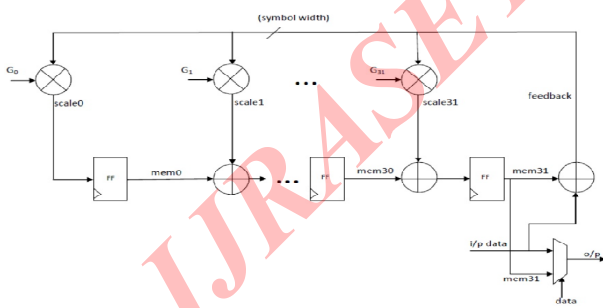 (symbol width)
G0
G1
G31
...
scale0
scale1
scale31
feedback
FF
mem0
...
FF
mcm30
FF
mcm31
i/p data
mcm31
o/p
data
IJRASET